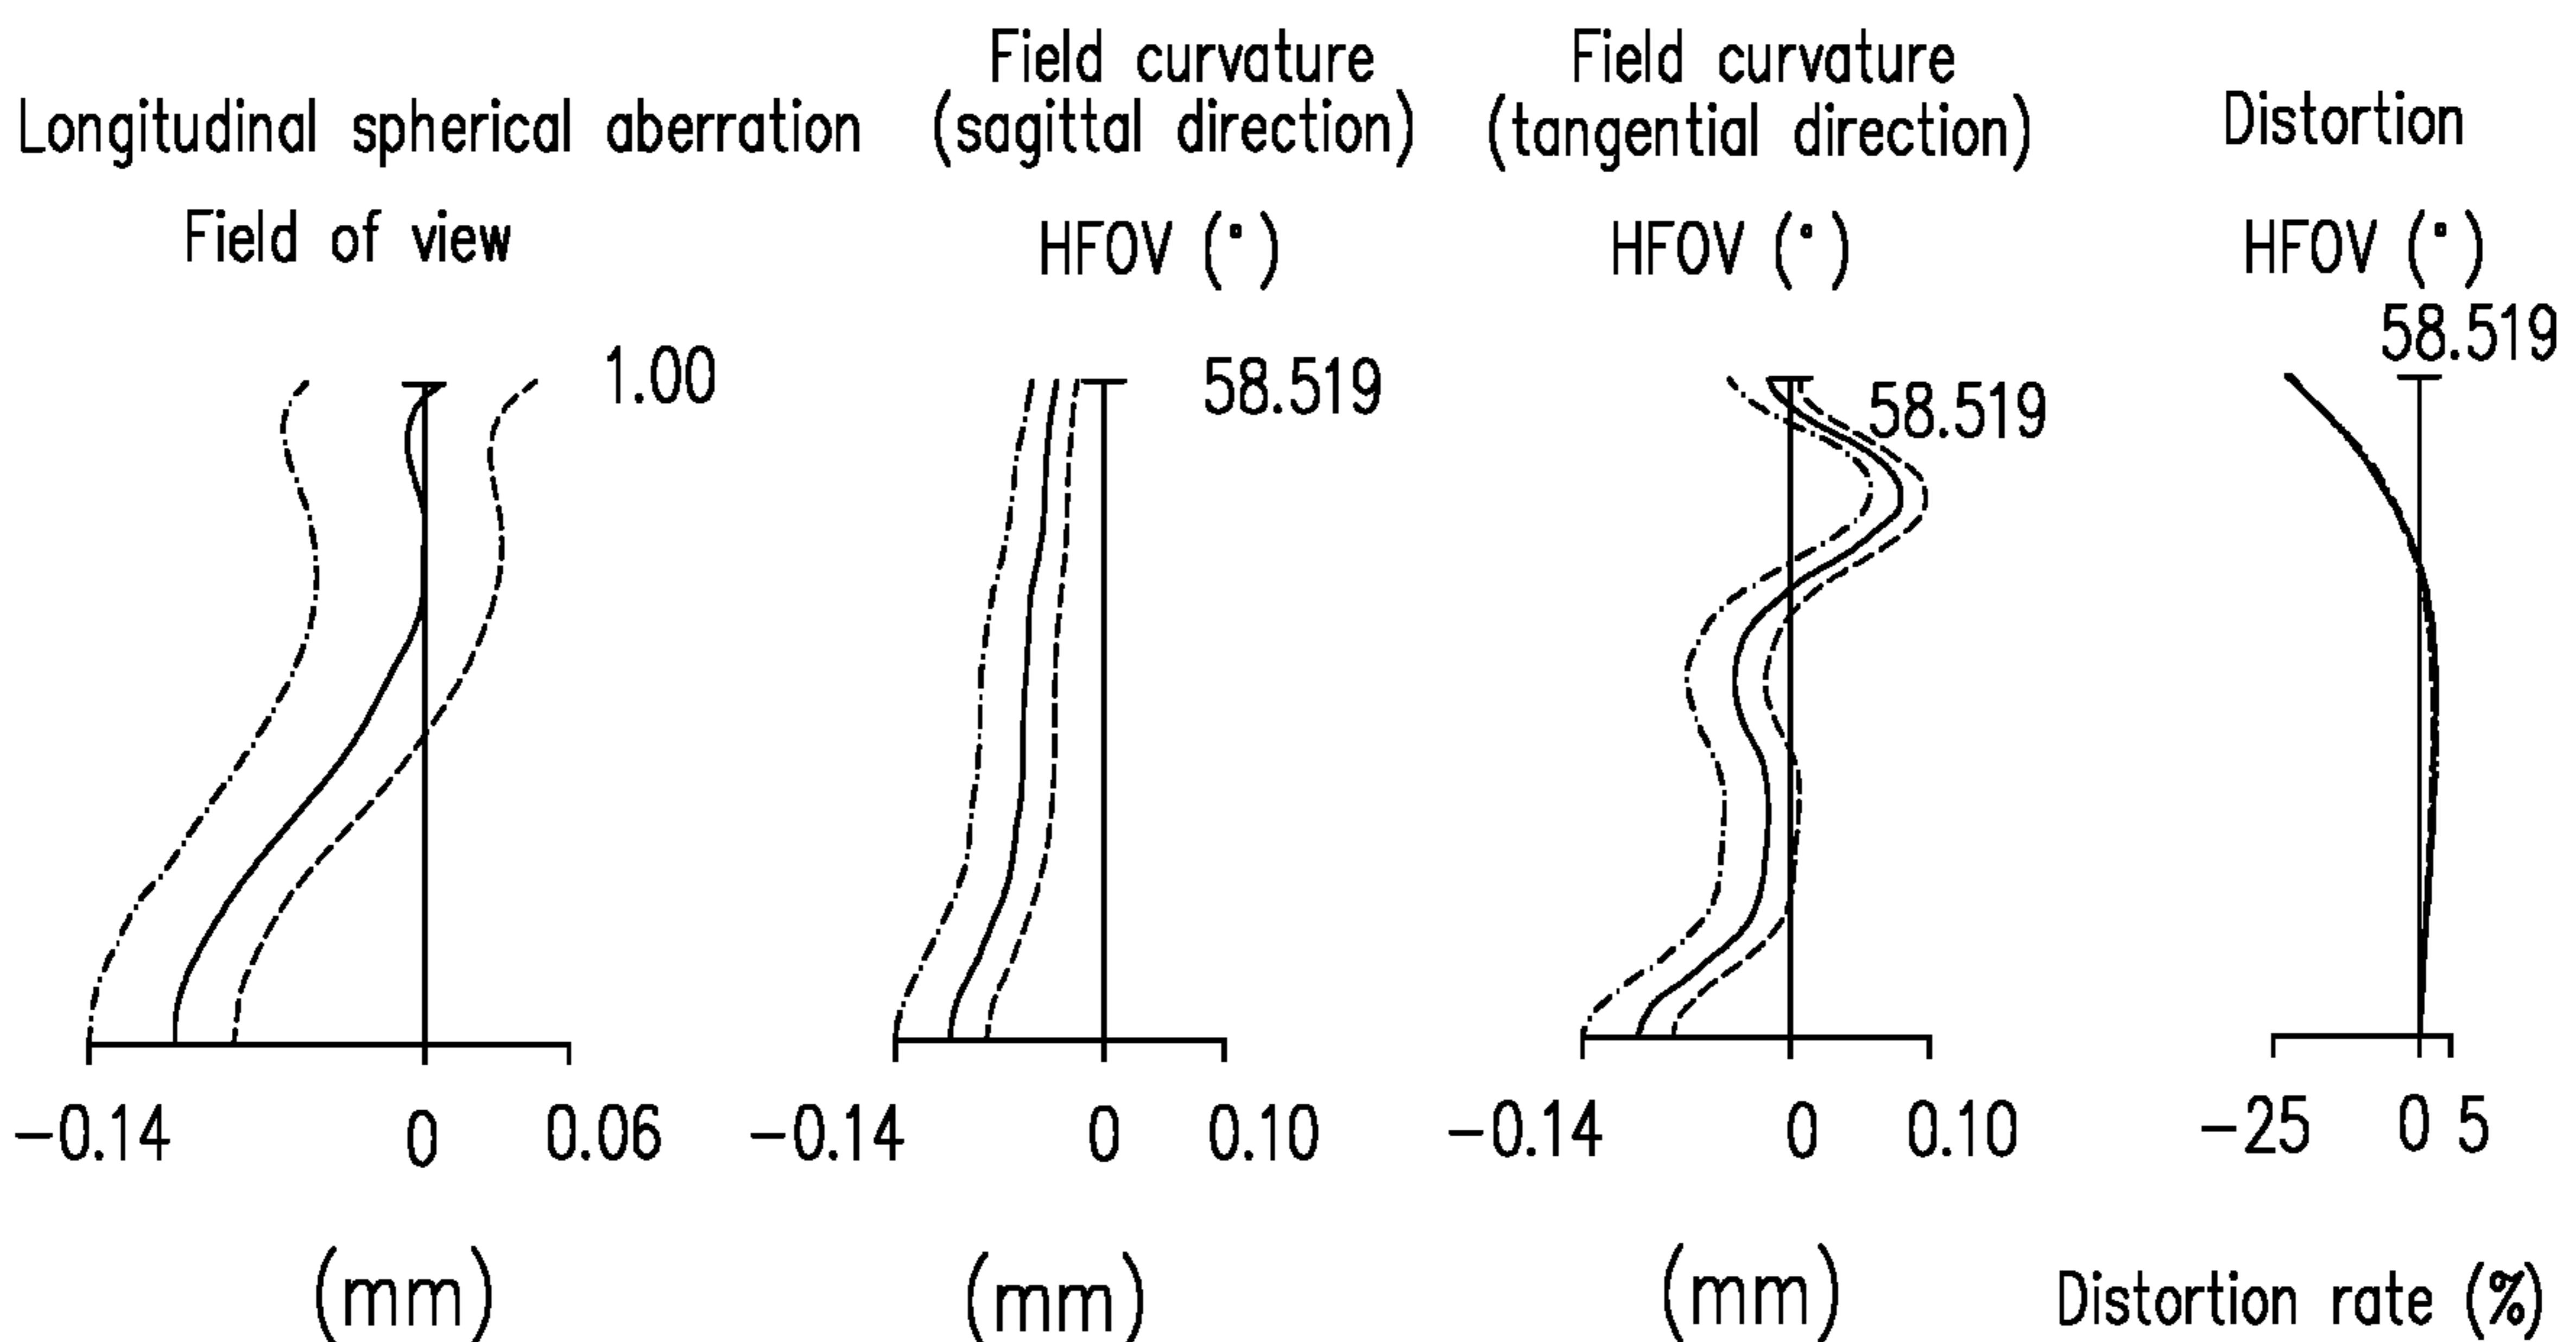 Longitudinal spherical aberration
Field of view
1.00
-0.14 0 0.06
(mm)
Field curvature
(sagittal direction)
HFOV (°)
58.519
-0.14 0 0.10
(mm)
Field curvature
(tangential direction)
HFOV (°)
58.519
-0.14 0 0.10
(mm)
Distortion
HFOV (°)
58.519
-25 0 5
Distortion rate (%)